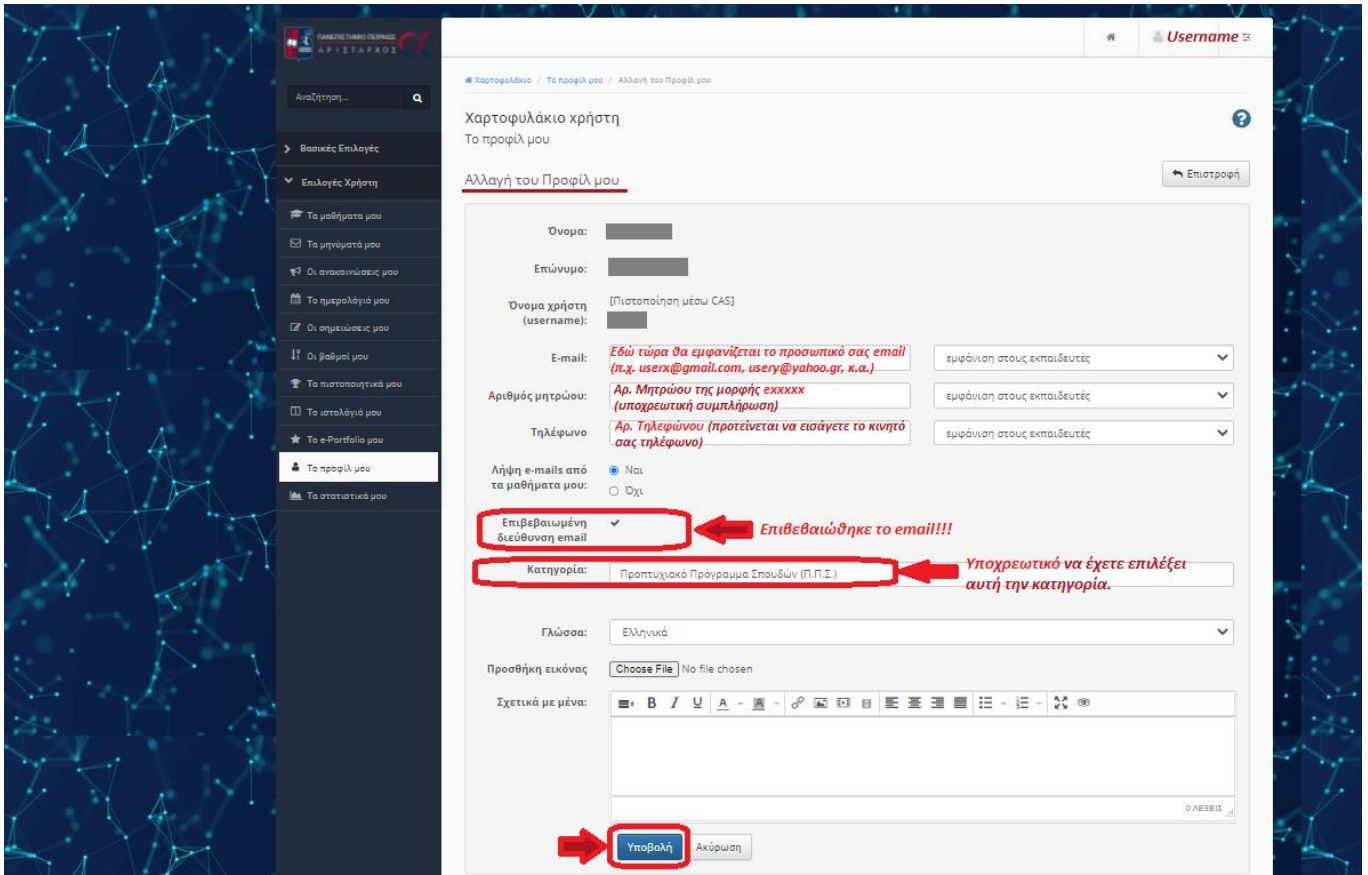 ΠΑΝΕΠΙΣΤΗΜΙΟ ΠΕΙΡΑΙΩΣ
ΑΡΙΣΤΑΡΧΟΣ
Username
Αναζήτηση...
Βασικές Επιλογές
Επιλογές Χρήστη
Τα μαθήματα μου
Τα μηνύματά μου
Οι ανακοινώσεις μου
Το ημερολόγιό μου
Οι σημειώσεις μου
Οι βαθμοί μου
Τα πιστοποιητικά μου
Το ιστολόγιό μου
Το e-Portfolio μου
Το προφίλ μου
Τα στατιστικά μου
Χαρτοφυλάκιο / Το προφίλ μου / Αλλαγή του Προφίλ μου
Χαρτοφυλάκιο χρήστη
Το προφίλ μου
Αλλαγή του Προφίλ μου
Επιστροφή
Όνομα:
Επώνυμο:
Όνομα χρήστη (username):
[Πιστοποίηση μέσω CAS]
E-mail:
Εδώ τώρα θα εμφανίζεται το προσωπικό σας email
(π.χ. userx@gmail.com, usery@yahoo.gr, κ.α.)
εμφάνιση στους εκπαιδευτές
Αριθμός μητρώου:
Αρ. Μητρώου της μορφής exxxxx
(υποχρεωτική συμπλήρωση)
εμφάνιση στους εκπαιδευτές
Τηλέφωνο
Αρ. Τηλεφώνου (προτείνεται να εισάγετε το κινητό
σας τηλέφωνο)
εμφάνιση στους εκπαιδευτές
Λήψη e-mails από
τα μαθήματα μου:
Ναι
Όχι
Επιβεβαιωμένη
διεύθυνση email
Επιβεβαιώθηκε το email!!!
Κατηγορία:
Προπτυχιακό Πρόγραμμα Σπουδών (Π.Π.Σ.)
Υποχρεωτικό να έχετε επιλέξει
αυτή την κατηγορία.
Γλώσσα:
Ελληνικά
Προσθήκη εικόνας
Choose File No file chosen
Σχετικά με μένα:
0 ΛΕΞΕΙΣ
Υποβολή
Ακύρωση